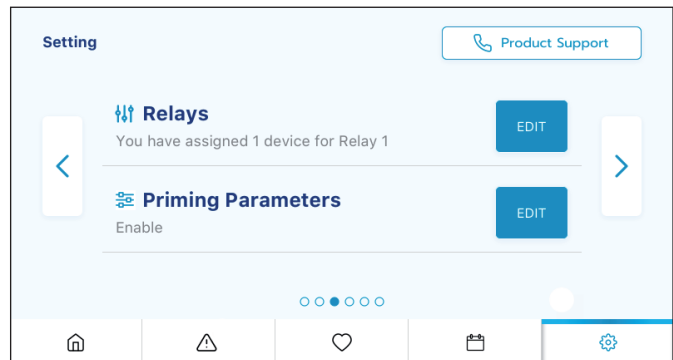 Setting
Product Support
Relays
You have assigned 1 device for Relay 1
EDIT
Priming Parameters
Enable
EDIT